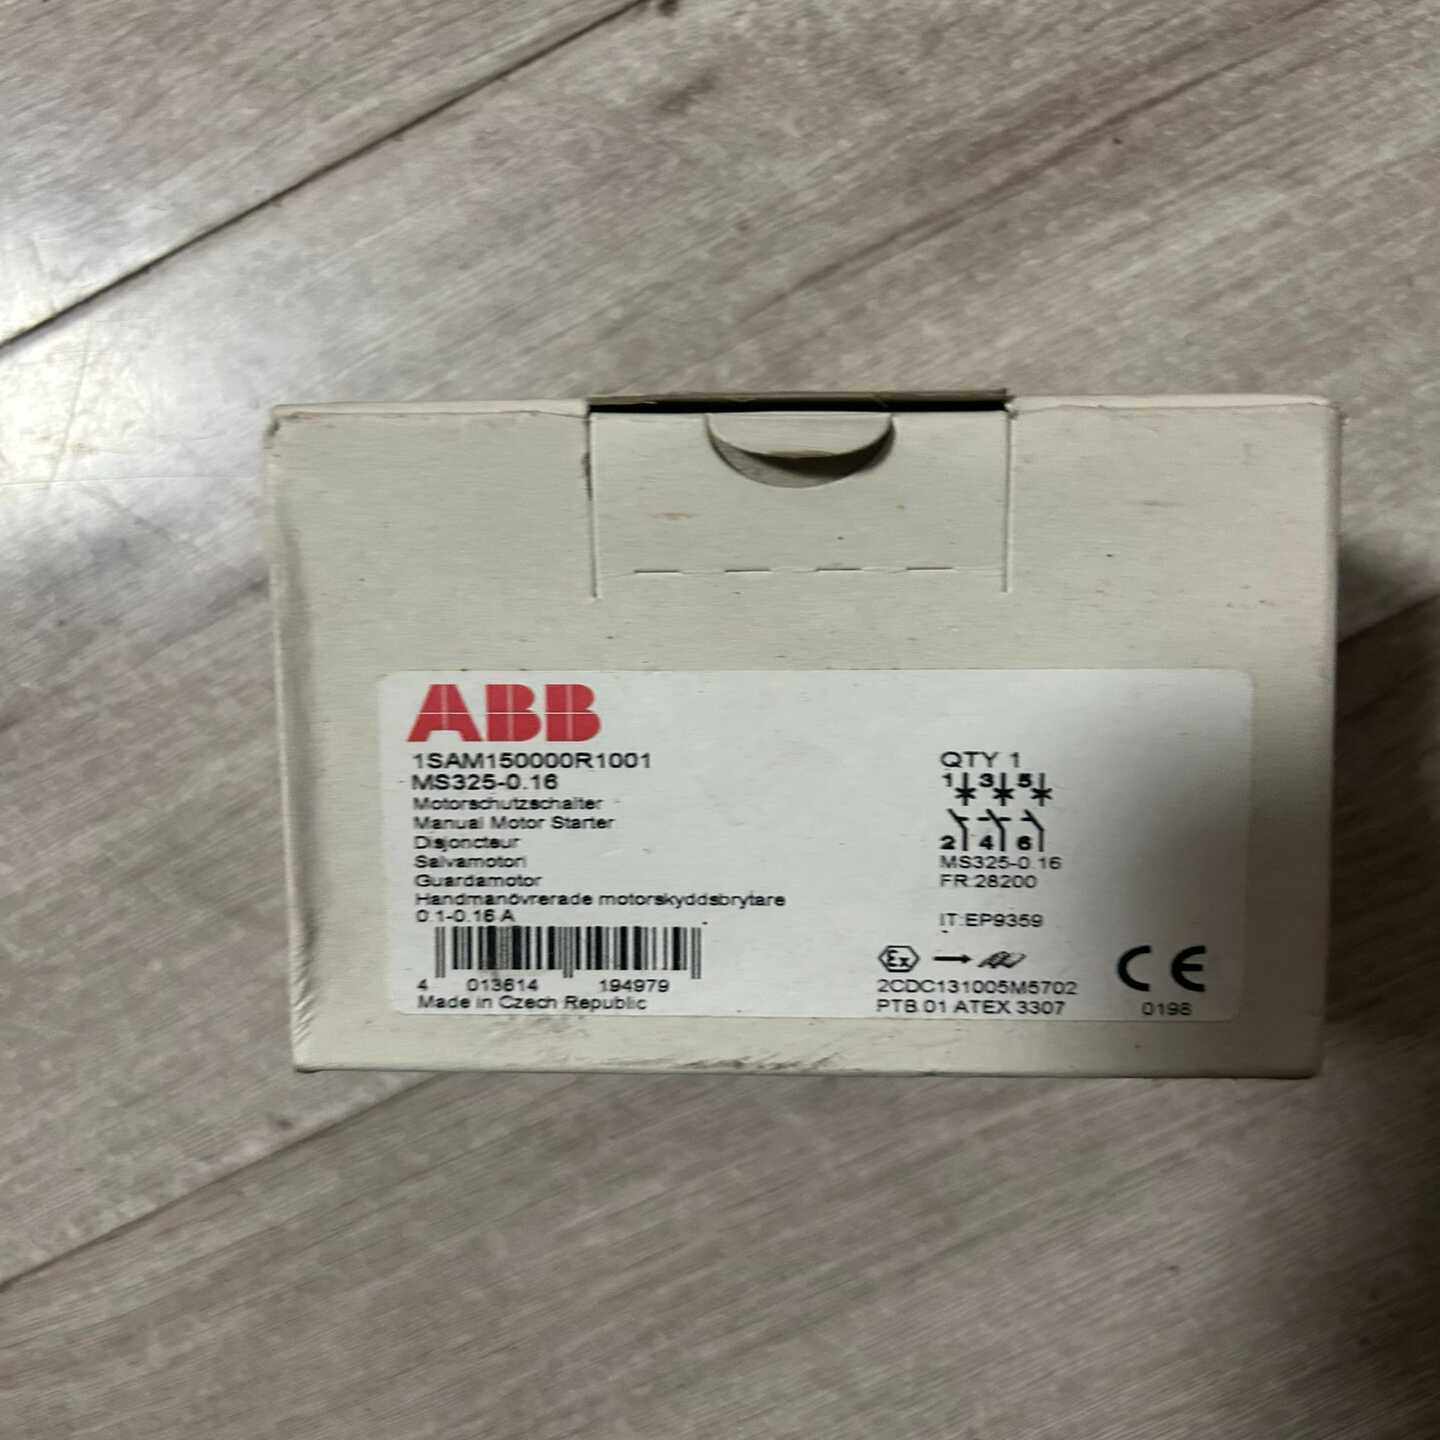 ABB
1SAM150000R1001
MS325-0.16
Motorschutzschalter
Manual Motor Starter
Disjoncteur
Salvamotori
Guardamotor
Handmanövrerade motorskyddsbrytare
0.1-0.16 A
4 013614 194979
Made in Czech Republic
QTY 1
1 3 5
2 4 6
MS325-0.16
FR:28200
IT:EP9359
Ex
2CDC131005M5702
PTB 01 ATEX 3307
CE
0198